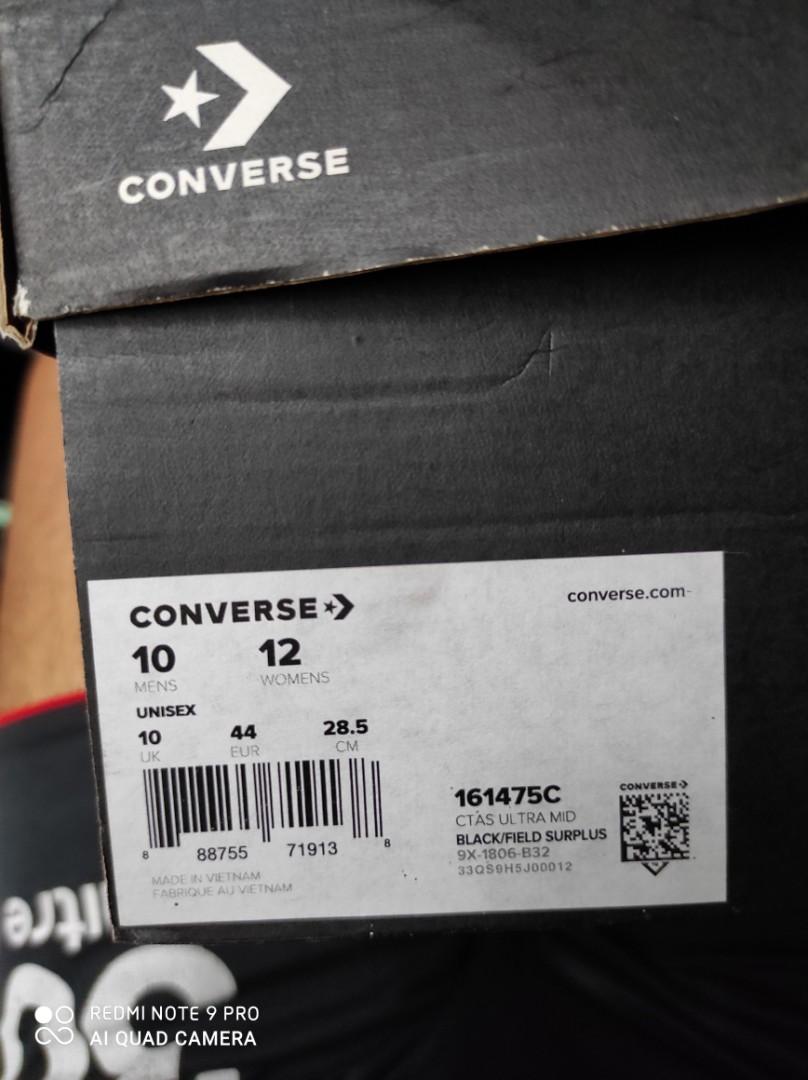 CONVERSE
CONVERSE
converse.com
10 12
MENS WOMENS
UNISEX
10 44 28.5
UK EUR CM
8 88755 71913 8
MADE IN VIETNAM
FABRIQUE AU VIETNAM
161475C
CTAS ULTRA MID
BLACK/FIELD SURPLUS
9X-1806-B32
33QS9H5J00012
CONVERSE
REDMI NOTE 9 PRO
AI QUAD CAMERA